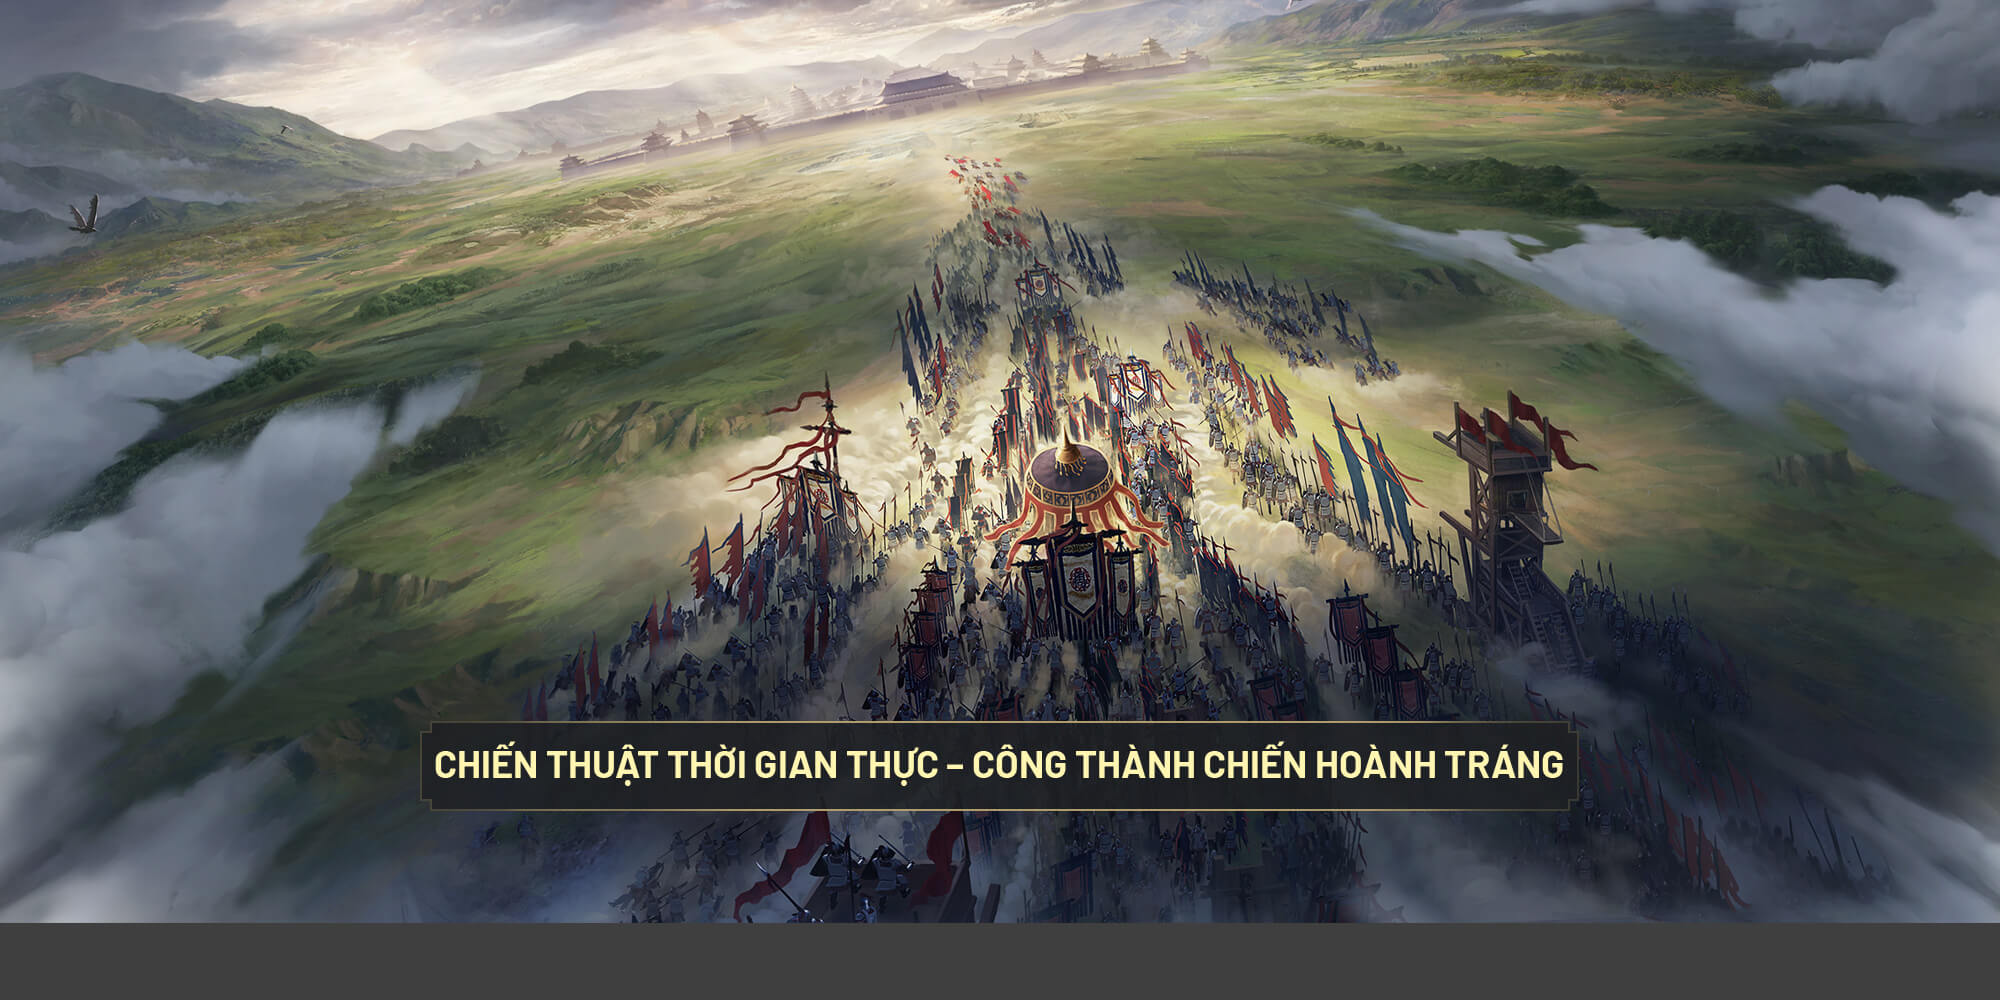 CHIẾN THUẬT THỜI GIAN THỰC – CÔNG THÀNH CHIẾN HOÀNH TRÁNG